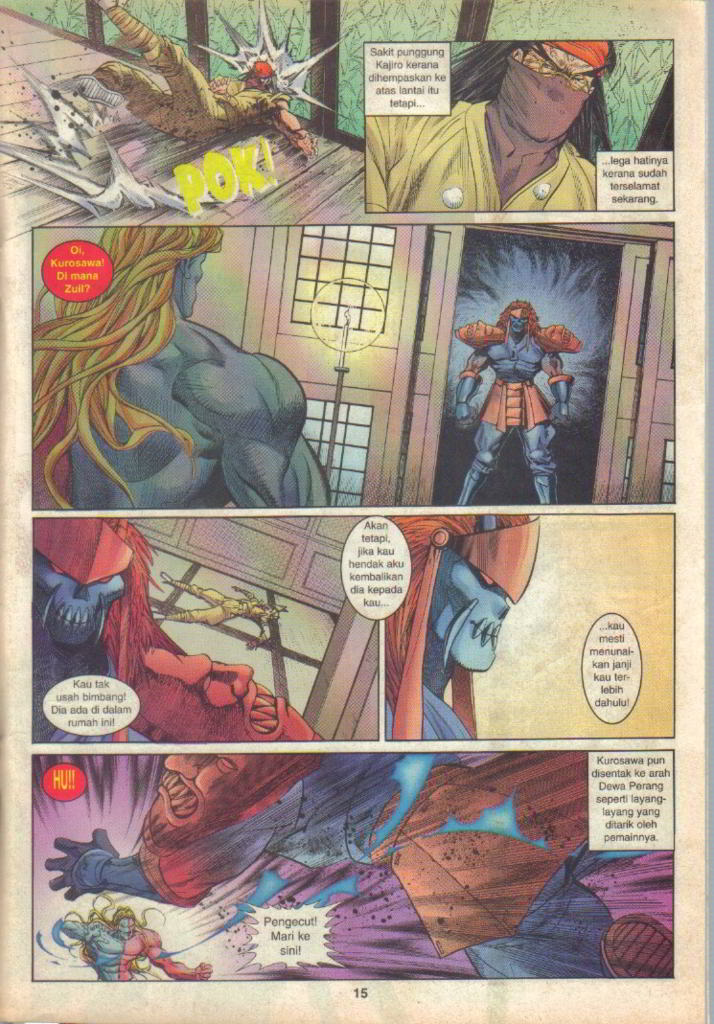 POK!
Sakit punggung
Kajiro kerana
dihempaskan ke
atas lantai itu
tetapi...
...lega hatinya
kerana sudah
terselamat
sekarang.
Oi,
Kurosawa!
Di mana
Zuil?
Kau tak
usah bimbang!
Dia ada di dalam
rumah ini!
Akan
tetapi,
jika kau
hendak aku
kembalikan
dia kepada
kau...
...kau
mesti
menunai-
kan janji
kau ter-
lebih
dahulu!
HU!!
Kurosawa pun
disentak ke arah
Dewa Perang
seperti layang-
layang yang
ditarik oleh
pemainnya.
Pengecut!
Mari ke
sini!
15